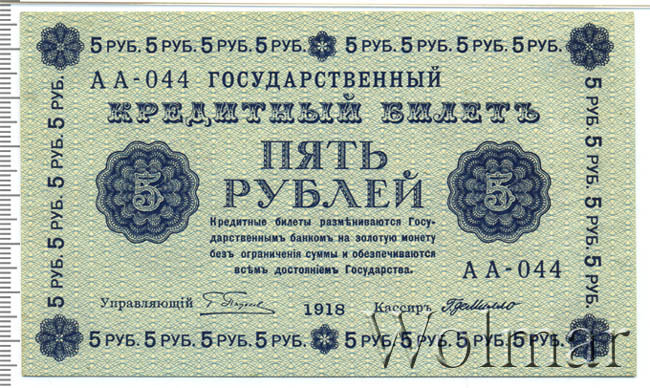 5 РУБ. 5 РУБ. 5 РУБ. 5 РУБ. 5 РУБ. 5 РУБ. 5 РУБ. 5 РУБ.
АА-044 ГОСУДАРСТВЕННЫЙ
КРЕДИТНЫЙ БИЛЕТЪ
ПЯТЬ
РУБЛЕЙ
5
5
Кредитные билеты размѣниваются Госу-
дарственнымъ банкомъ на золотую монету
безъ ограниченія суммы и обезпечиваются
всѣмъ достояніемъ Государства.
АА-044
Управляющій
1918
Кассиръ
5 РУБ. 5 РУБ. 5 РУБ. 5 РУБ. 5 РУБ. 5 РУБ. 5 РУБ. 5 РУБ.
5 РУБ. 5 РУБ. 5 РУБ. 5 РУБ.
5 РУБ. 5 РУБ. 5 РУБ. 5 РУБ.
Wolmar